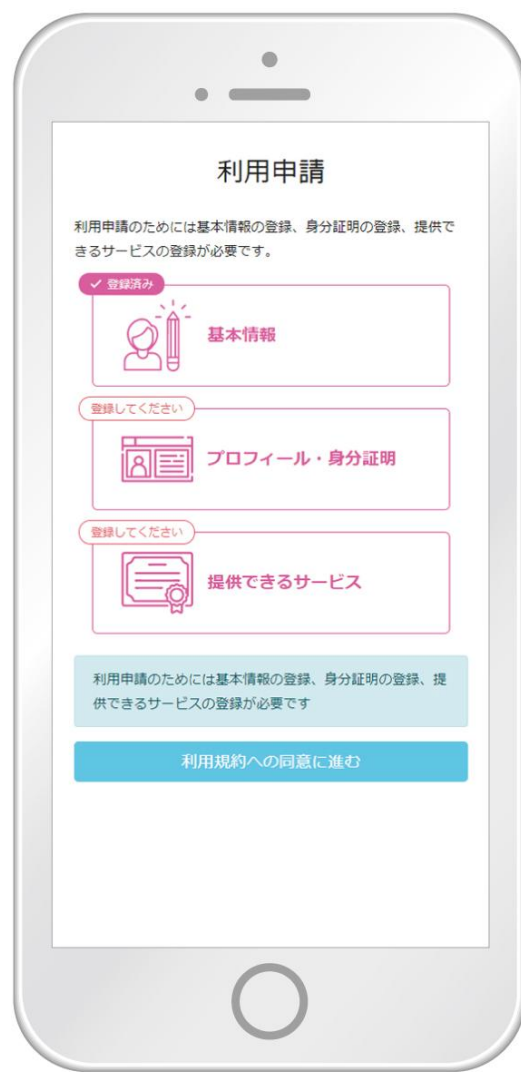 利用申請
利用申請のためには基本情報の登録、身分証明の登録、提供で
きるサービスの登録が必要です。
登録済み
基本情報
登録してください
プロフィール・身分証明
登録してください
提供できるサービス
利用申請のためには基本情報の登録、身分証明の登録、提
供できるサービスの登録が必要です
利用規約への同意に進む